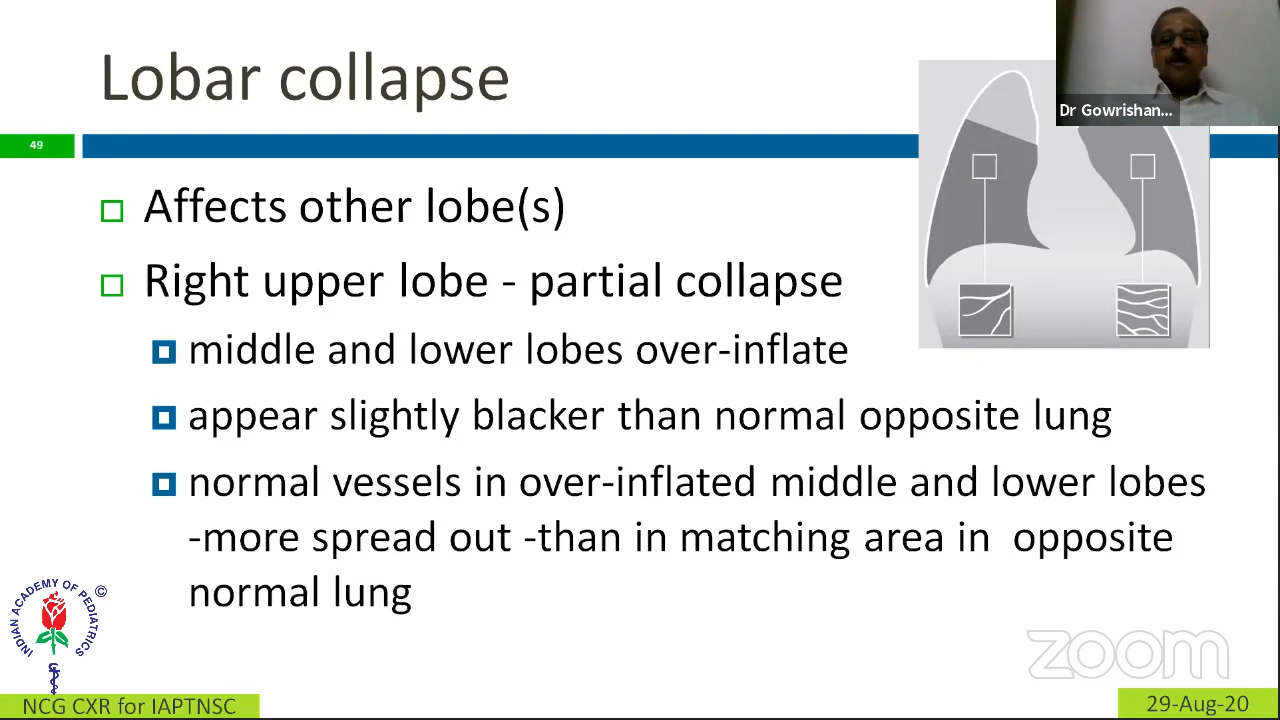 Lobar collapse
Dr Gowrishan...
49
Affects other lobe(s)
Right upper lobe - partial collapse
middle and lower lobes over-inflate
appear slightly blacker than normal opposite lung
normal vessels in over-inflated middle and lower lobes
-more spread out -than in matching area in opposite
normal lung
INDIAN ACADEMY OF PEDIATRICS ©
zoom
NCG CXR for IAPTNSC
29-Aug-20